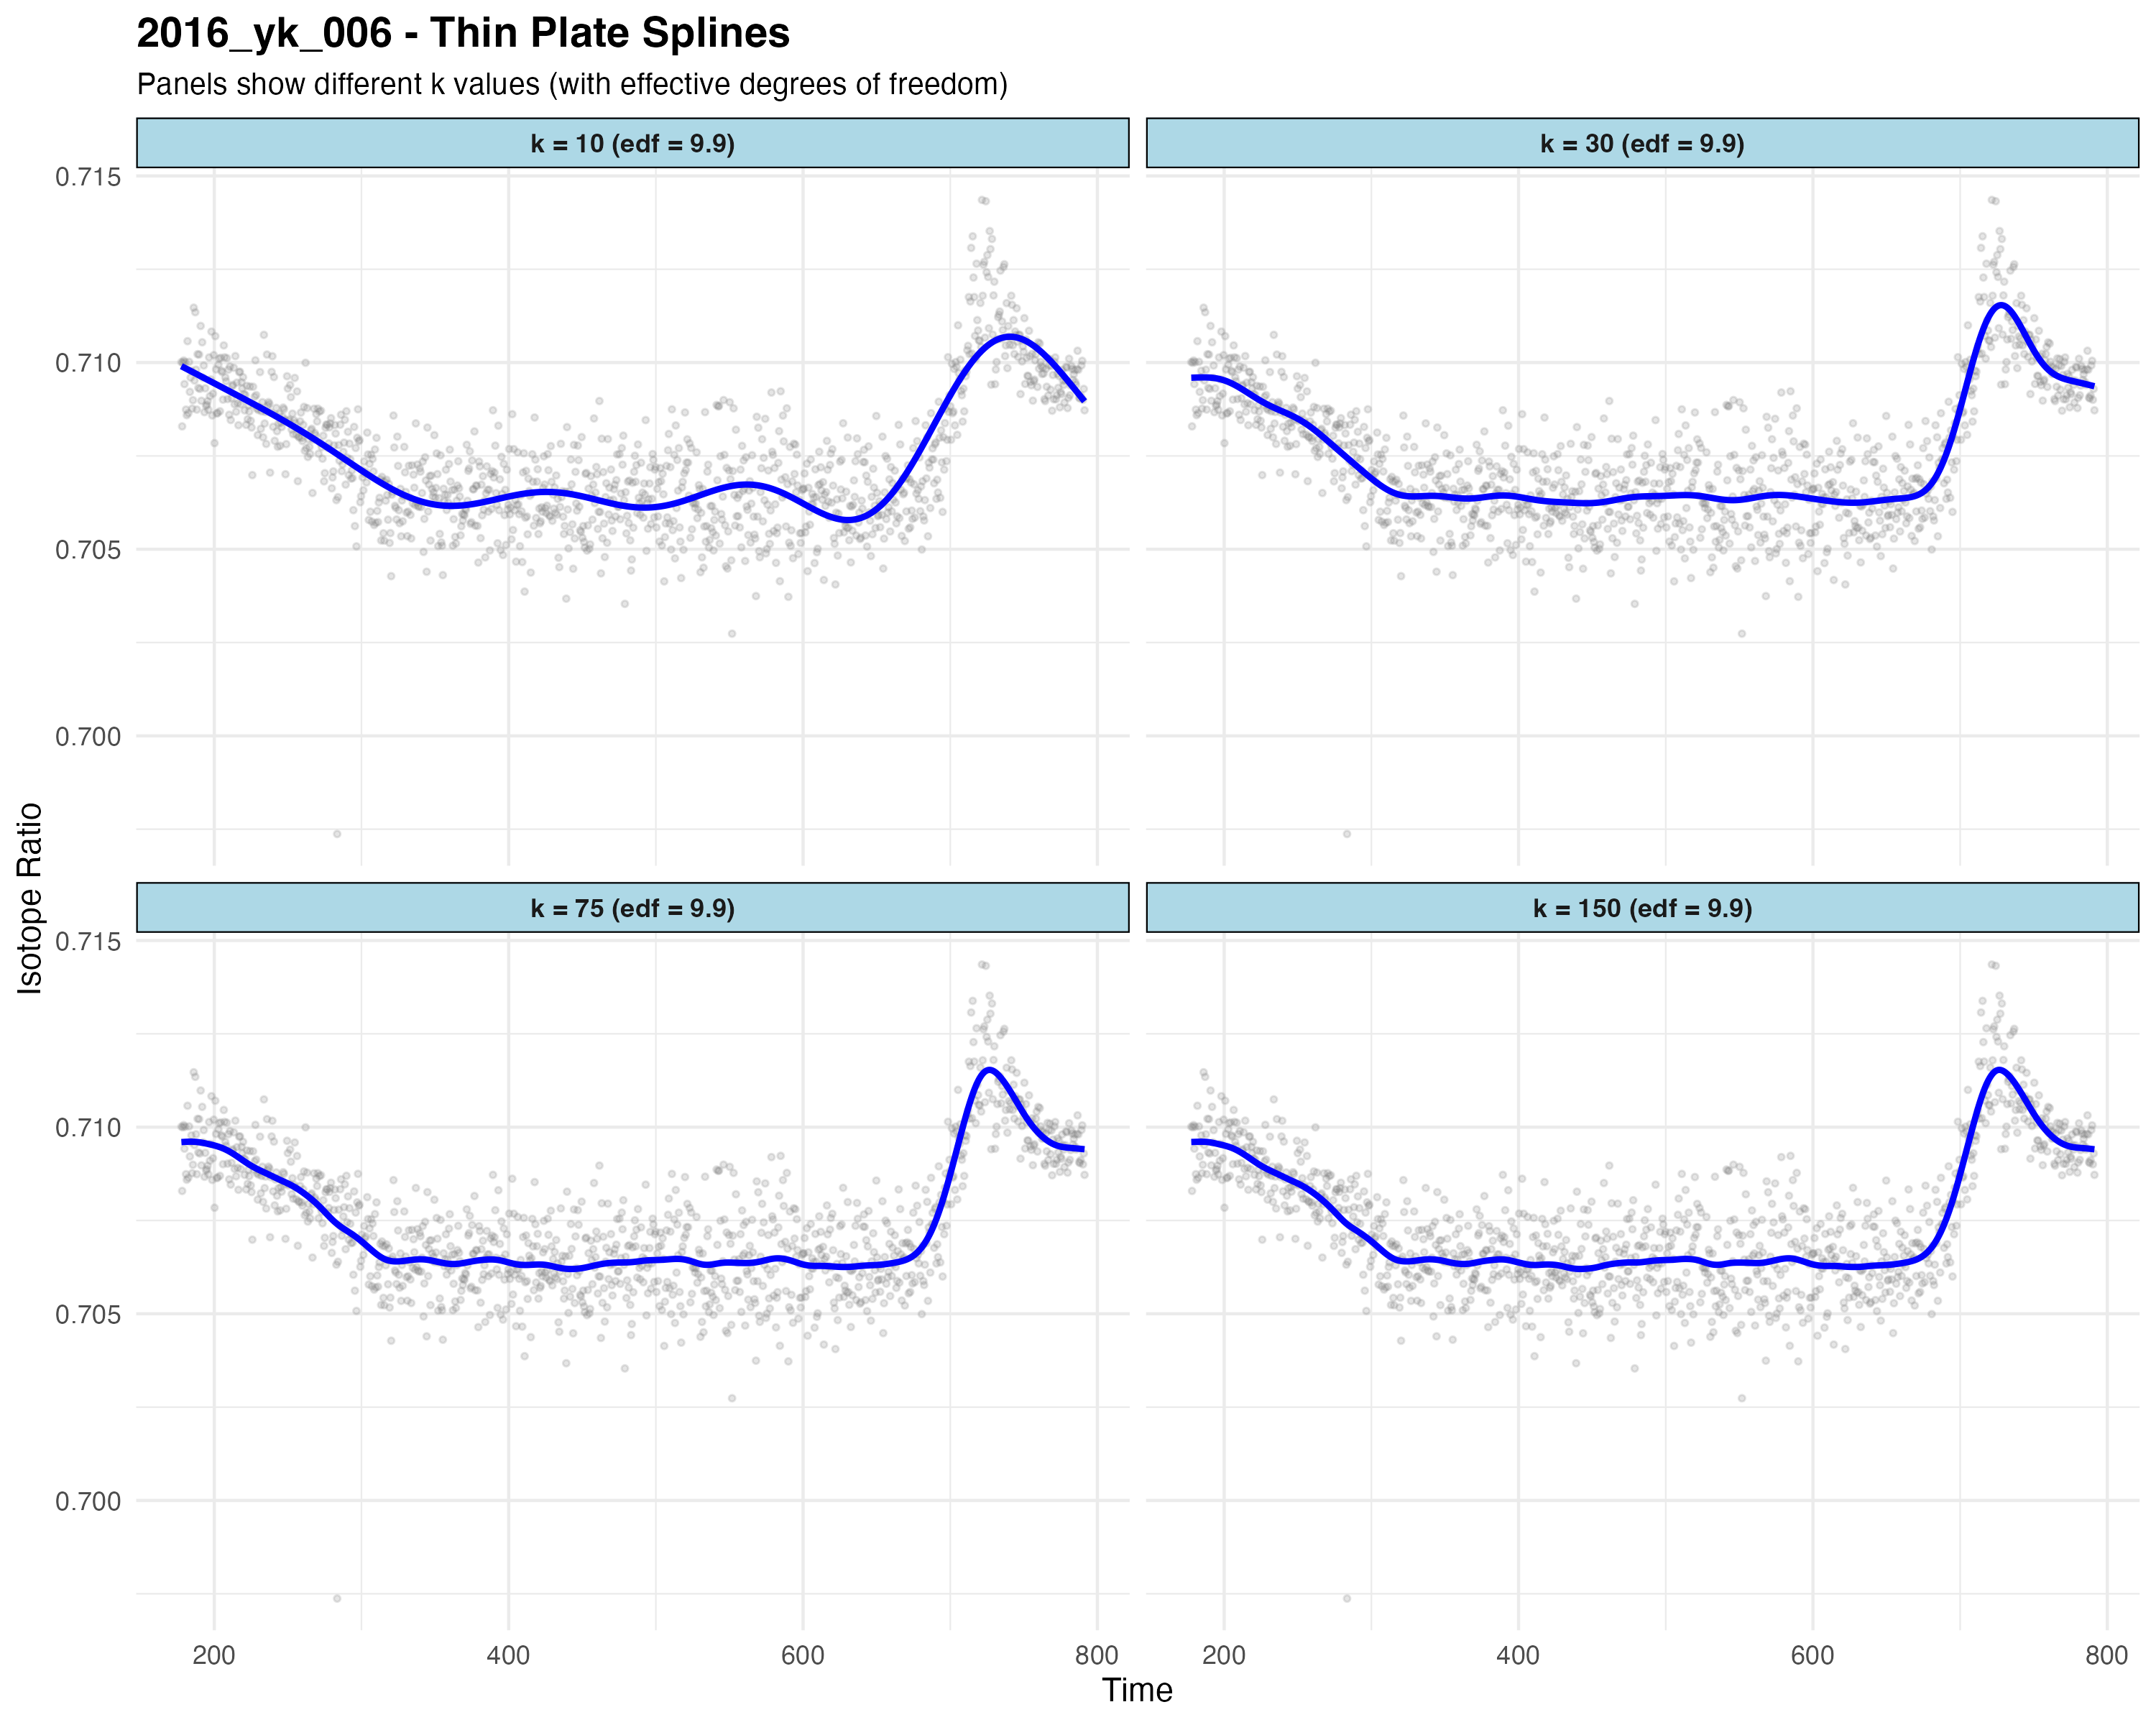 2016_yk_006 - Thin Plate Splines
Panels show different k values (with effective degrees of freedom)
k = 10 (edf = 9.9)
k = 30 (edf = 9.9)
0.715
0.710
0.705
0.700
k = 75 (edf = 9.9)
k = 150 (edf = 9.9)
0.715
0.710
0.705
0.700
Isotope Ratio
200
400
600
800
200
400
600
800
Time